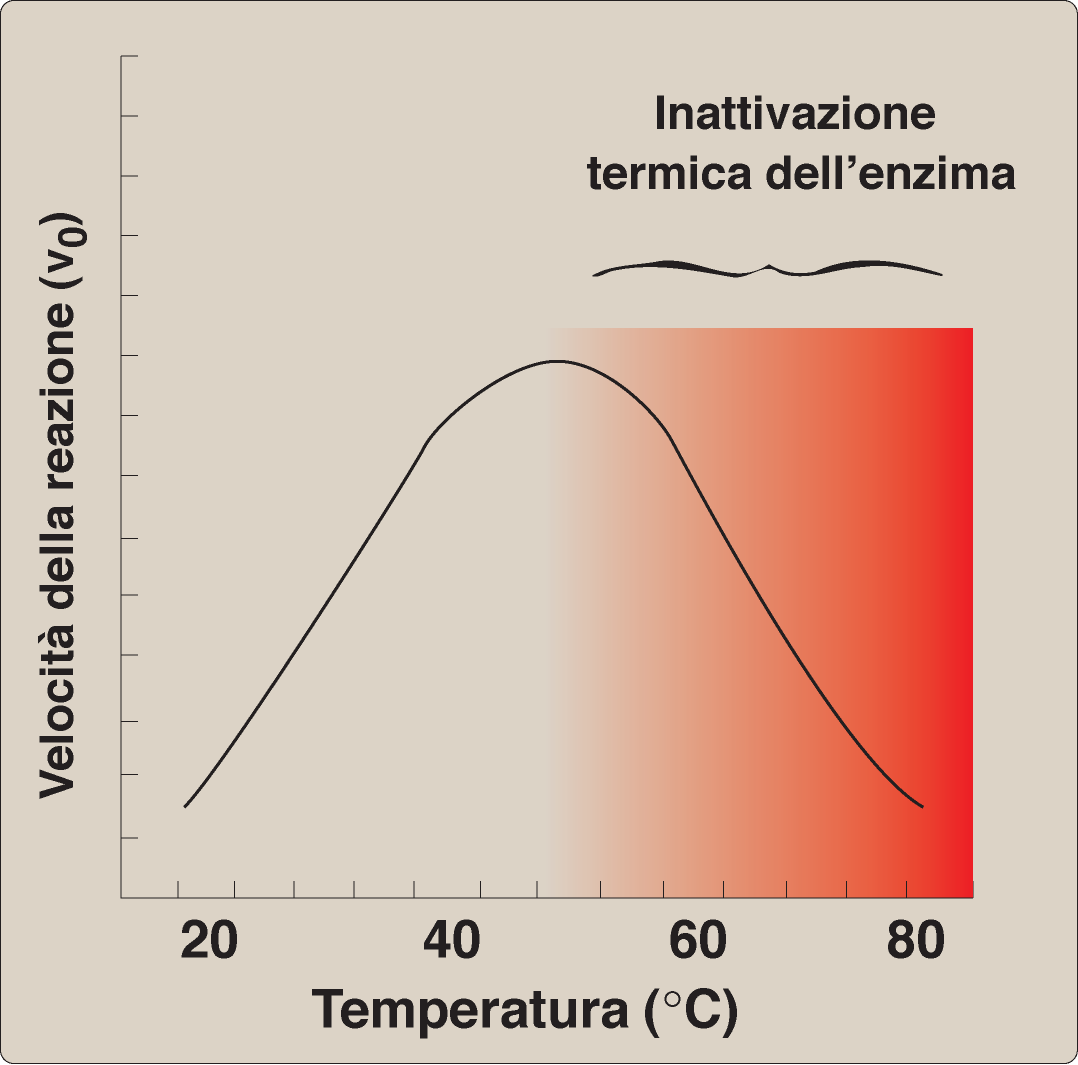 Inattivazione
termica dell’enzima
Velocità della reazione (v0)
20 40 60 80
Temperatura (°C)